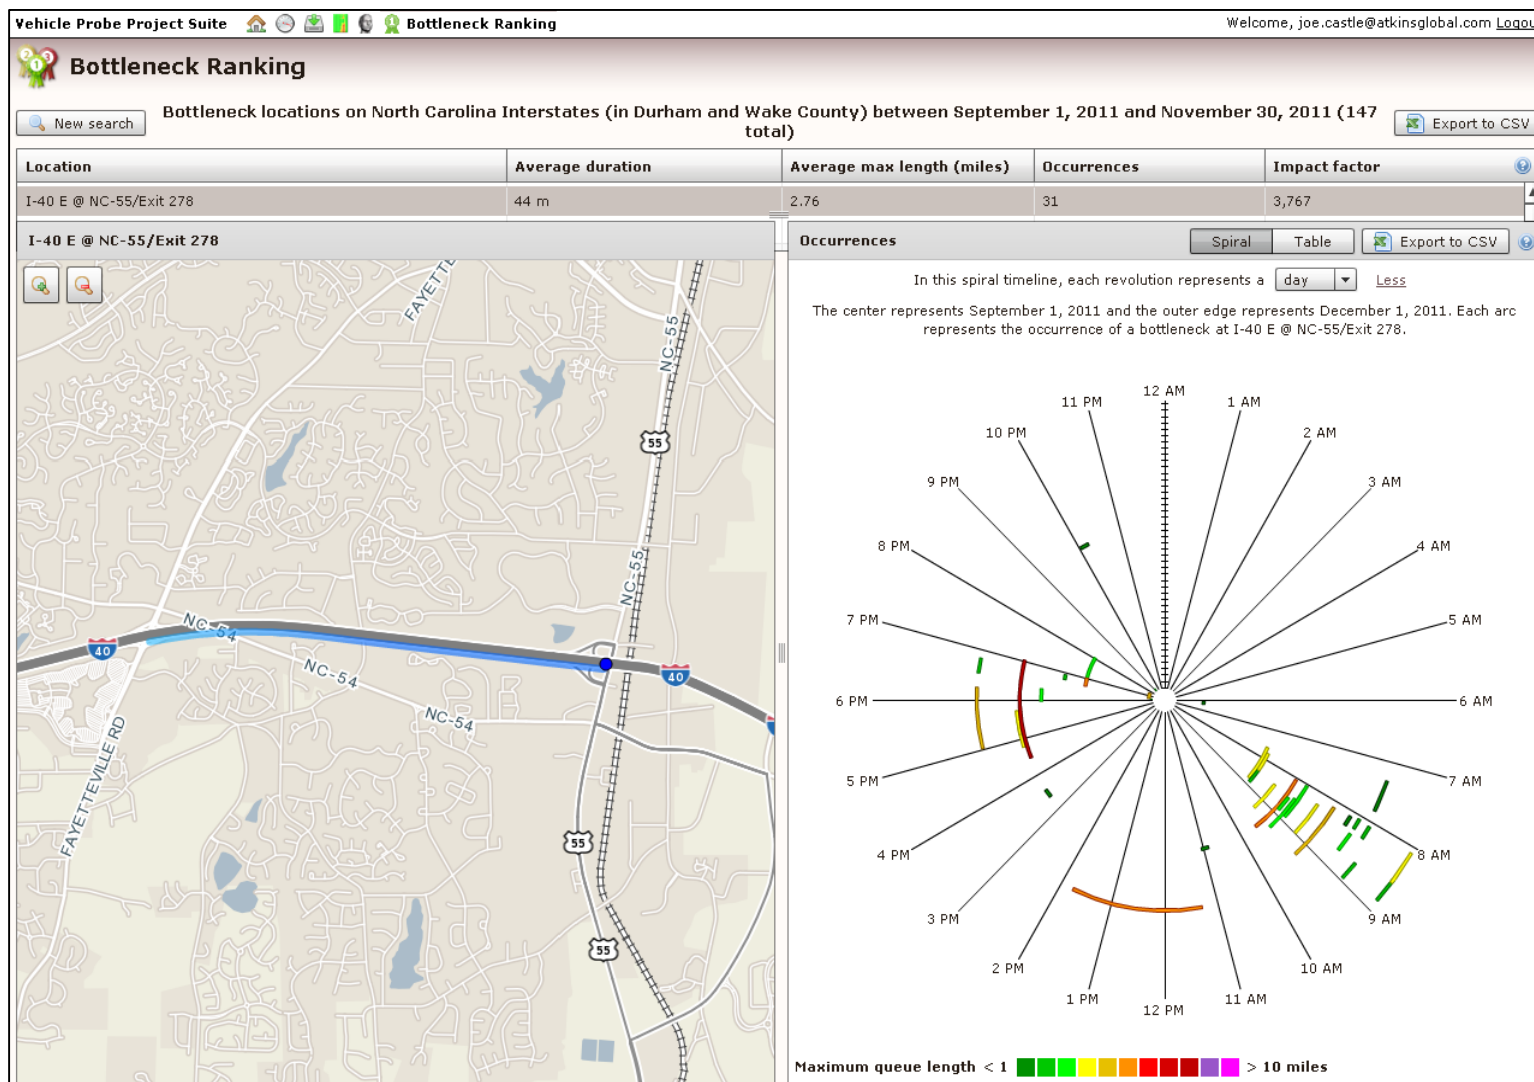 Vehicle Probe Project Suite
Bottleneck Ranking
Welcome, joe.castle@atkinsglobal.com
Bottleneck Ranking
New search
Bottleneck locations on North Carolina Interstates (in Durham and Wake County) between September 1, 2011 and November 30, 2011 (147
total)
Export to CSV
Location
Average duration
Average max length (miles)
Occurrences
Impact factor
I-40 E @ NC-55/Exit 278
44 m
2.76
31
3,767
I-40 E @ NC-55/Exit 278
Occurrences
Spiral
Table
Export to CSV
In this spiral timeline, each revolution represents a day Less
The center represents September 1, 2011 and the outer edge represents December 1, 2011. Each arc
represents the occurrence of a bottleneck at I-40 E @ NC-55/Exit 278.
NC-55
55
NC-55
NC-54
40
NC-54
40
NC-54
FAYETTEVILLE RD
55
55
12 AM
1 AM
2 AM
3 AM
4 AM
5 AM
6 AM
7 AM
8 AM
9 AM
10 AM
11 AM
12 PM
1 PM
2 PM
3 PM
4 PM
5 PM
6 PM
7 PM
8 PM
9 PM
10 PM
11 PM
Maximum queue length < 1
> 10 miles